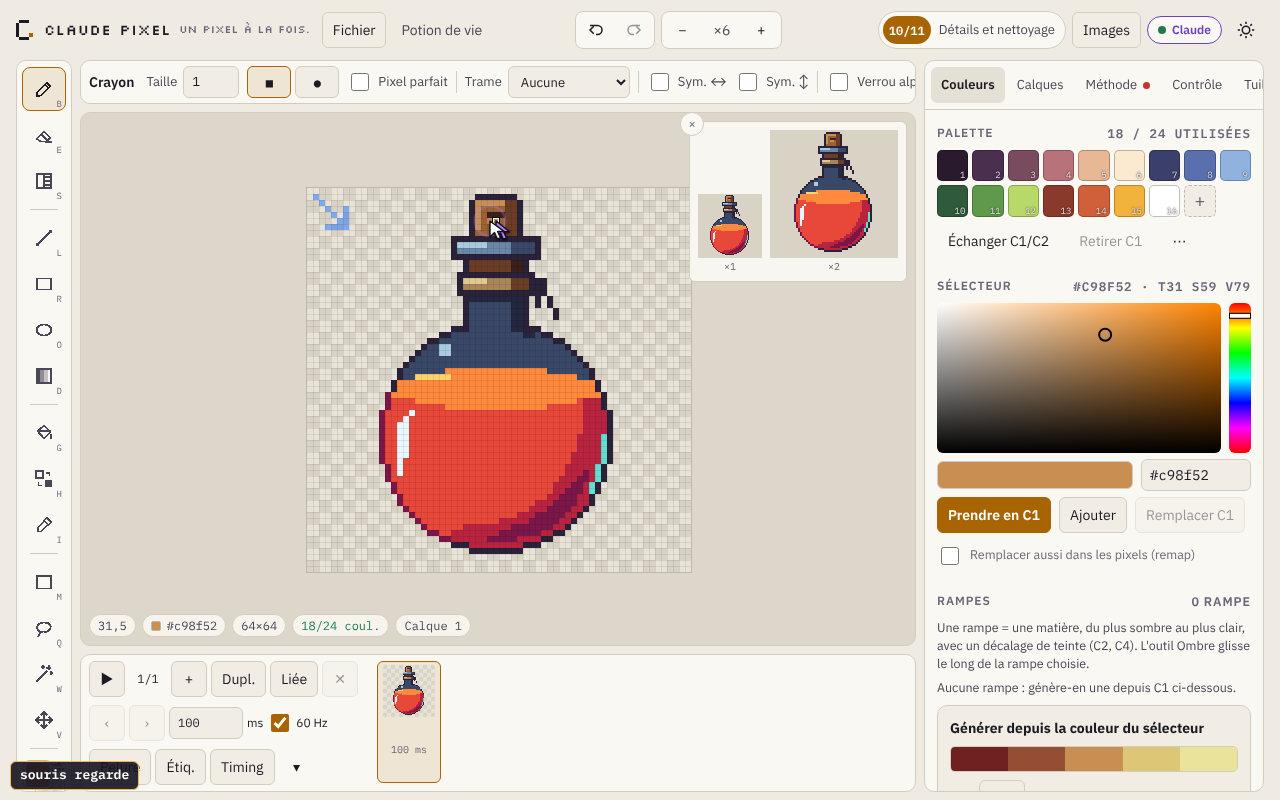 CLAUDE PIXEL UN PIXEL À LA FOIS. Fichier Potion de vie − ×6 + 10/11 Détails et nettoyage Images Claude
Crayon Taille 1 Pixel parfait Trame Aucune Sym. ↔ Sym. ↕ Verrou alp
Couleurs Calques Méthode Contrôle
B
E
S
L
R
O
D
G
H
I
M
Q
W
V
×
×1 ×2
PALETTE 18 / 24 UTILISÉES
1 2 3 4 5 6 7 8 9
10 11 12 13 14 15 16 +
Échanger C1/C2 Retirer C1 ⋯
SÉLECTEUR #C98F52 · T31 S59 V79
#c98f52
Prendre en C1 Ajouter Remplacer C1
Remplacer aussi dans les pixels (remap)
RAMPES 0 RAMPE
Une rampe = une matière, du plus sombre au plus clair,
avec un décalage de teinte (C2, C4). L'outil Ombre glisse
le long de la rampe choisie.
Aucune rampe : génère-en une depuis C1 ci-dessous.
Générer depuis la couleur du sélecteur
31,5 #c98f52 64×64 18/24 coul. Calque 1
1/1 + Dupl. Liée ×
‹ › 100 ms 60 Hz
Étiq. Timing ▾
100 ms
souris regarde